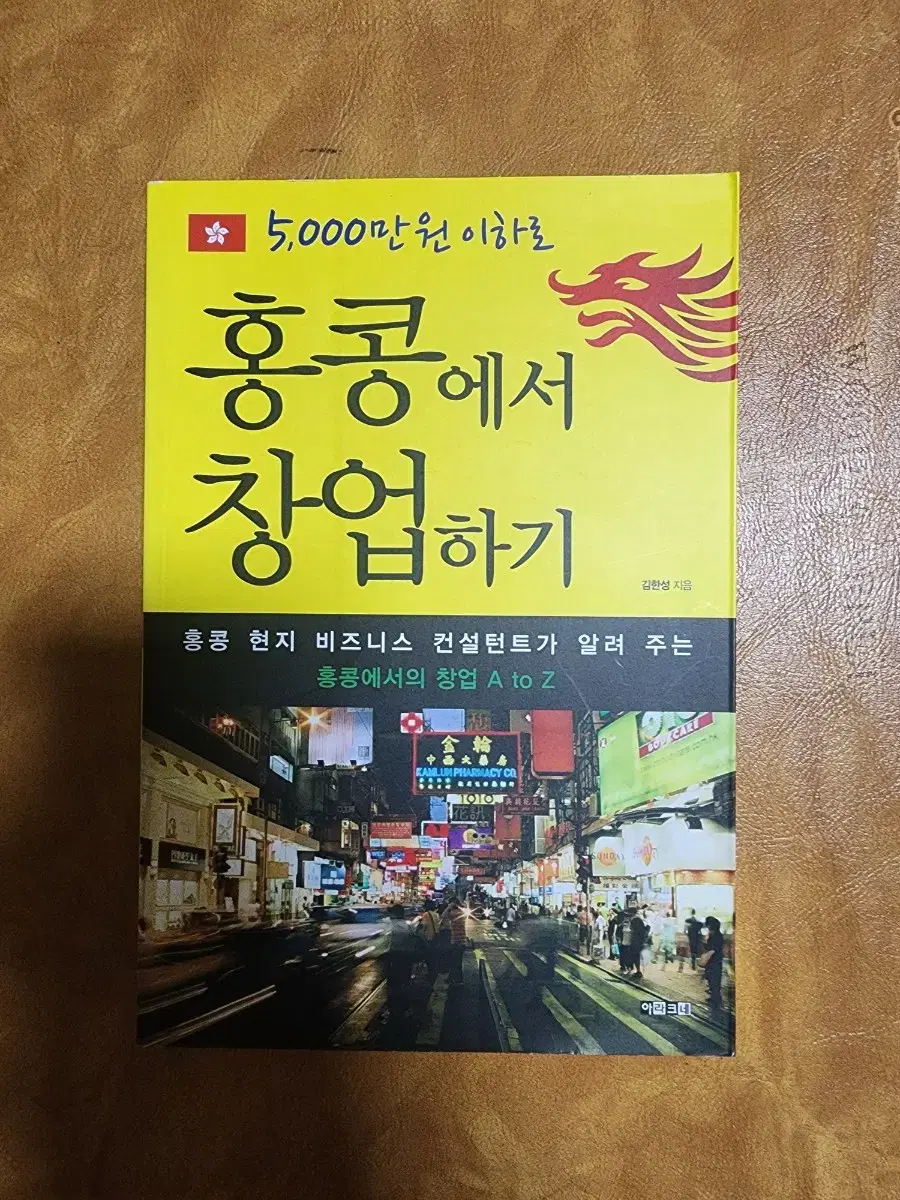 5,000만원 이하로
홍콩에서
창업하기
김한성 지음
홍콩 현지 비즈니스 컨설턴트가 알려 주는
홍콩에서의 창업 A to Z
金輪
中西大藥房
KAMLUN PHARMACY CO.
1010
아라크네